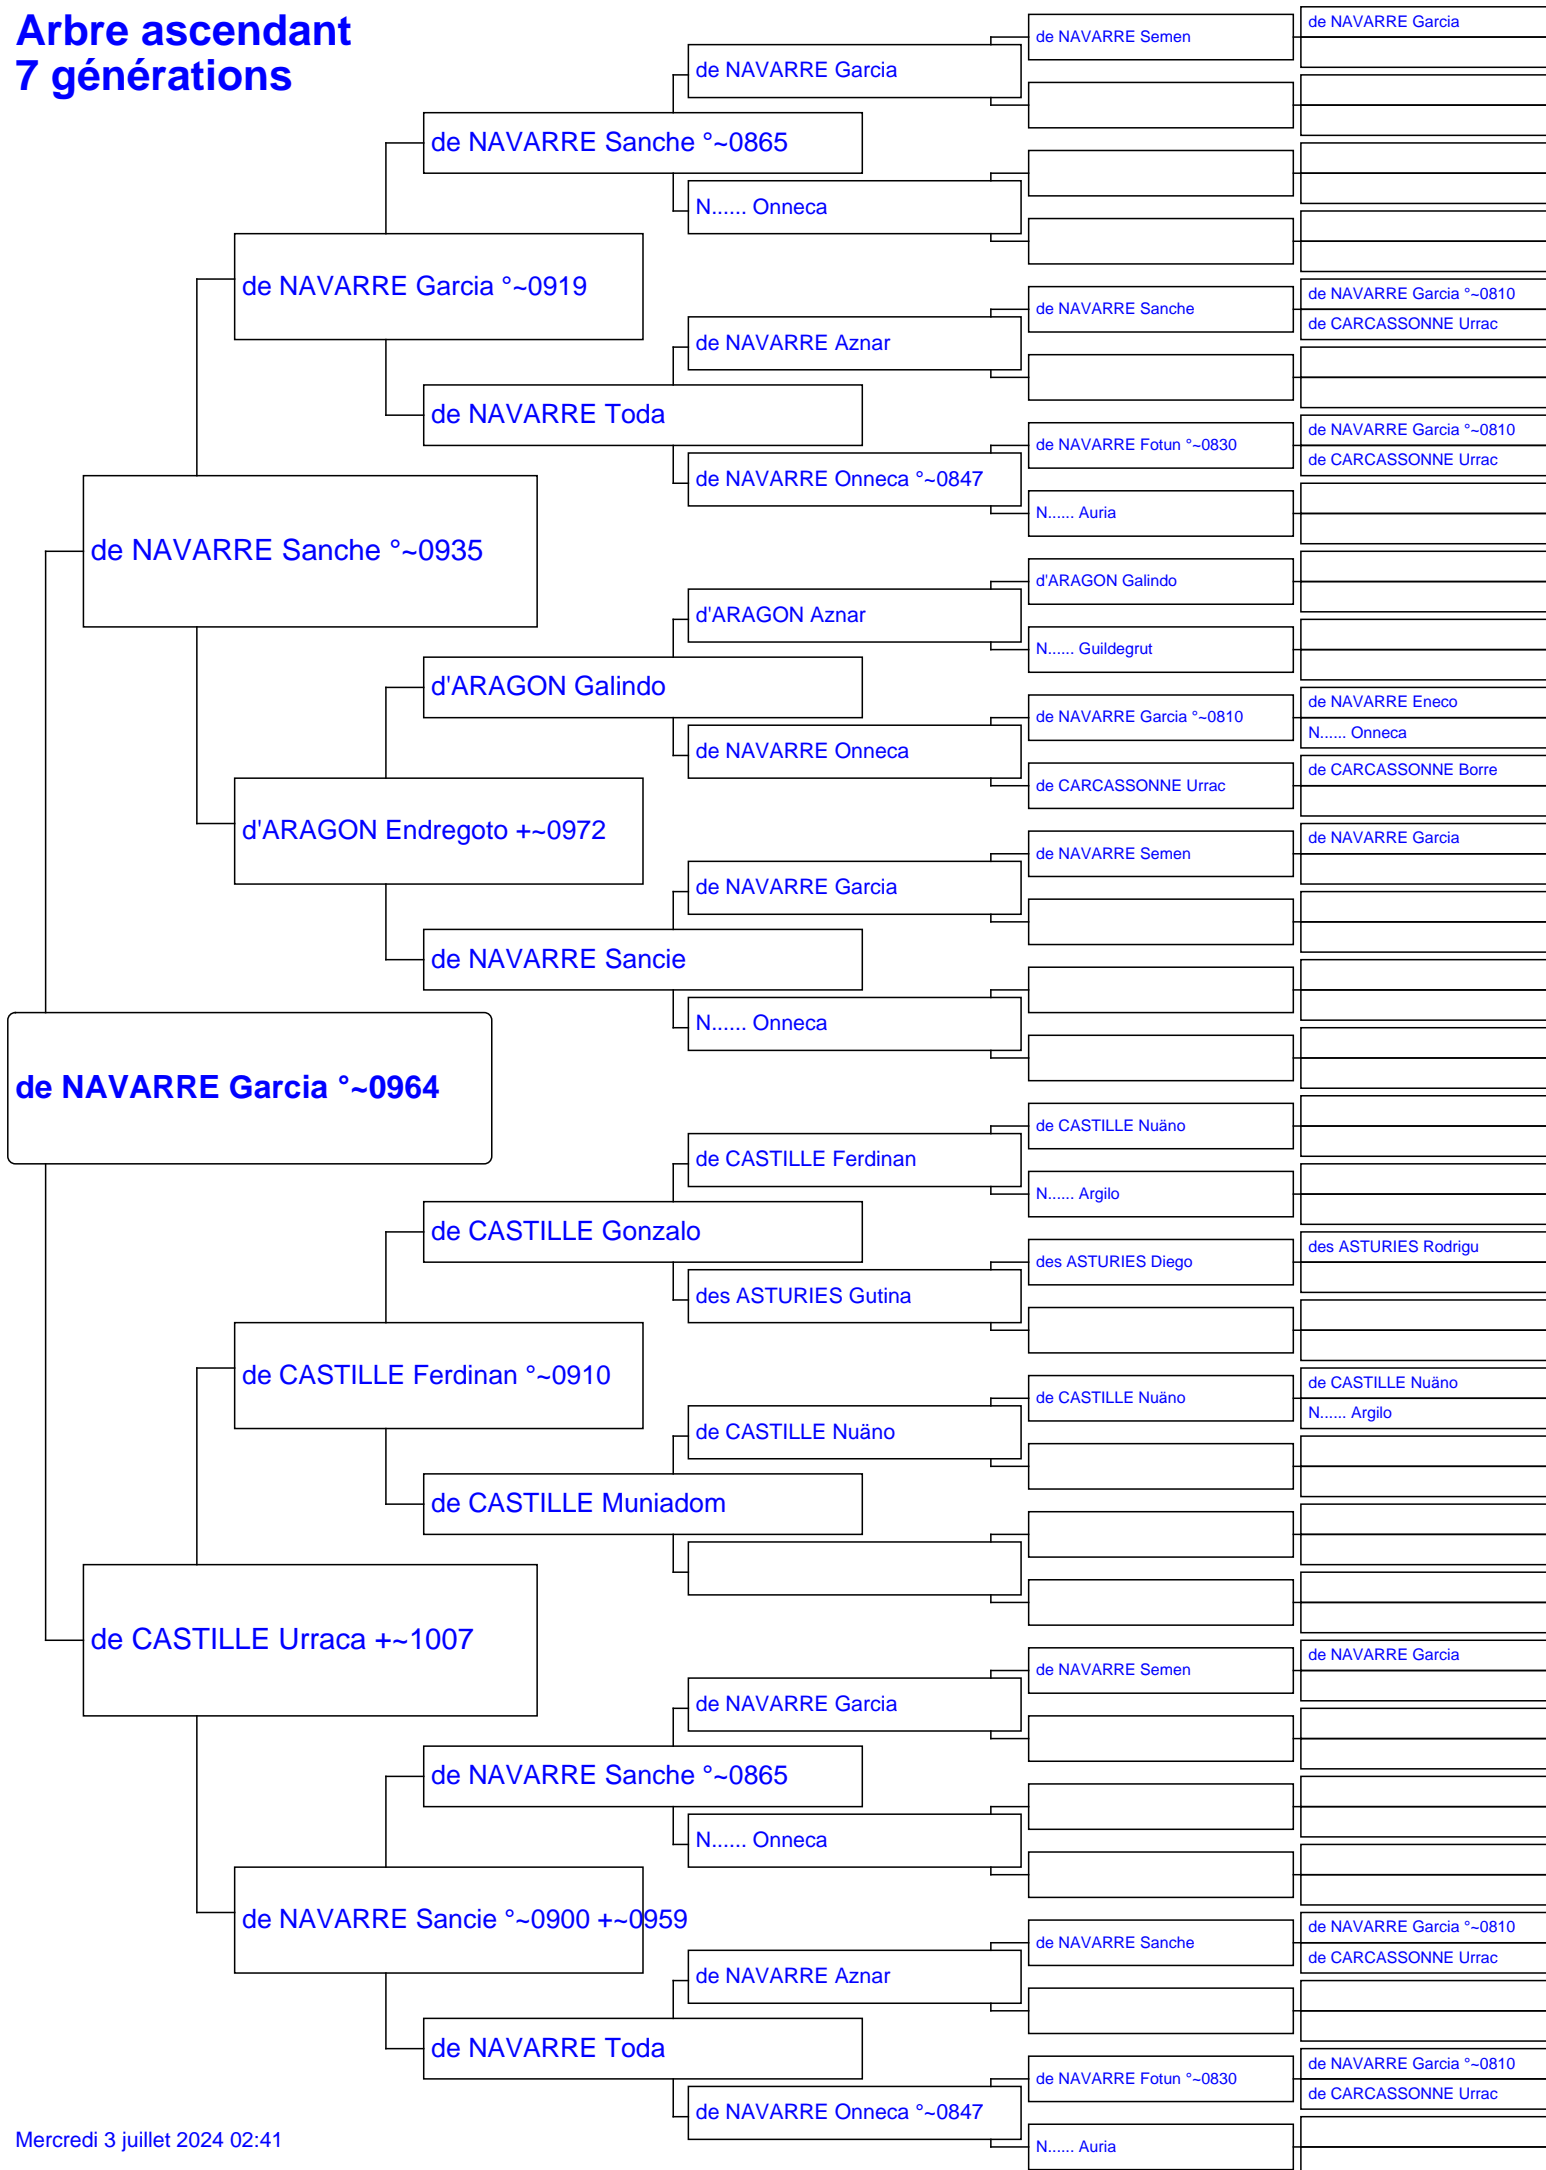 Arbre ascendant
7 générations
de NAVARRE Garcia
de NAVARRE Semen
de NAVARRE Garcia
de NAVARRE Sanche °~0865
N...... Onneca
de NAVARRE Garcia °~0919
de NAVARRE Garcia °~0810
de NAVARRE Sanche
de CARCASSONNE Urrac
de NAVARRE Aznar
de NAVARRE Toda
de NAVARRE Garcia °~0810
de NAVARRE Fotun °~0830
de CARCASSONNE Urrac
de NAVARRE Onneca °~0847
N...... Auria
de NAVARRE Sanche °~0935
d'ARAGON Galindo
d'ARAGON Aznar
N...... Guildegrut
d'ARAGON Galindo
de NAVARRE Eneco
de NAVARRE Garcia °~0810
N...... Onneca
de NAVARRE Onneca
de CARCASSONNE Borre
de CARCASSONNE Urrac
d'ARAGON Endregoto +~0972
de NAVARRE Garcia
de NAVARRE Semen
de NAVARRE Garcia
de NAVARRE Sancie
N...... Onneca
de NAVARRE Garcia °~0964
de CASTILLE Nuäno
de CASTILLE Ferdinan
N...... Argilo
de CASTILLE Gonzalo
des ASTURIES Rodrigu
des ASTURIES Diego
des ASTURIES Gutina
de CASTILLE Ferdinan °~0910
de CASTILLE Nuäno
de CASTILLE Nuäno
N...... Argilo
de CASTILLE Nuäno
de CASTILLE Muniadom
de CASTILLE Urraca +~1007
de NAVARRE Garcia
de NAVARRE Semen
de NAVARRE Garcia
de NAVARRE Sanche °~0865
N...... Onneca
de NAVARRE Sancie °~0900 +~0959
de NAVARRE Garcia °~0810
de NAVARRE Sanche
de CARCASSONNE Urrac
de NAVARRE Aznar
de NAVARRE Toda
de NAVARRE Garcia °~0810
de NAVARRE Fotun °~0830
de CARCASSONNE Urrac
de NAVARRE Onneca °~0847
N...... Auria
Mercredi 3 juillet 2024 02:41